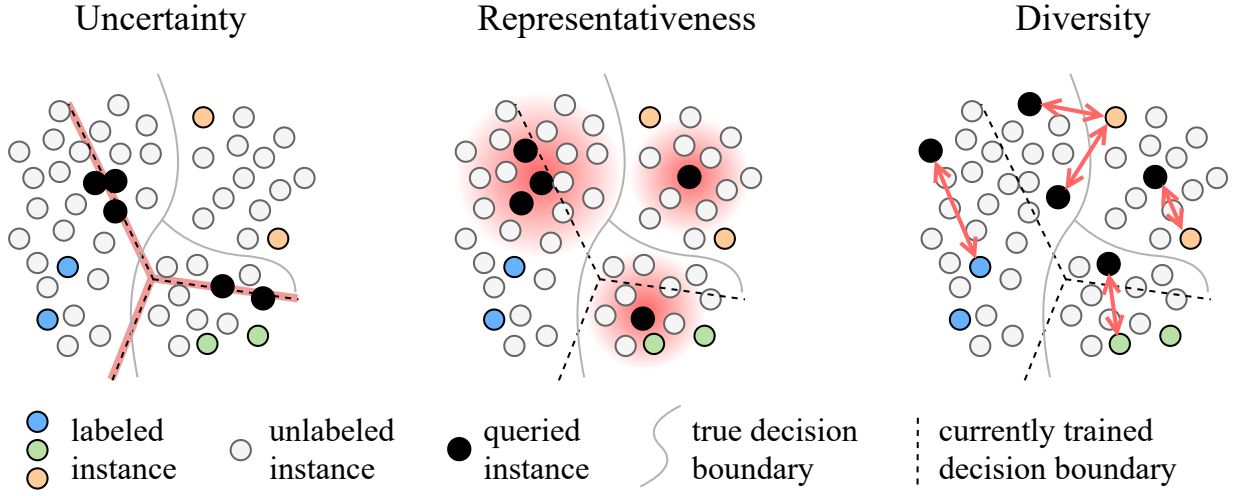 Uncertainty
Representativeness
Diversity
labeled
instance
unlabeled
instance
queried
instance
true decision
boundary
currently trained
decision boundary